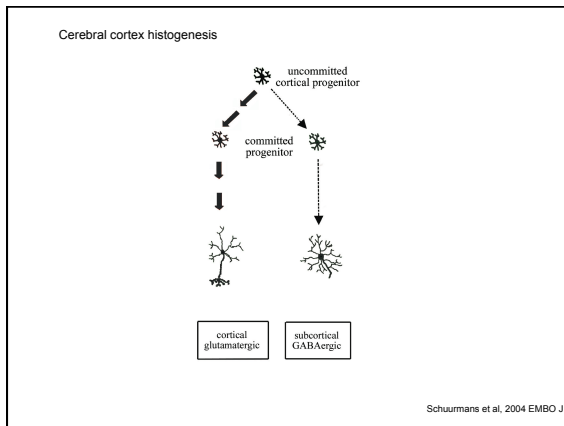 Cerebral cortex histogenesis
uncommitted
cortical progenitor
committed
progenitor
cortical
glutamatergic
subcortical
GABAergic
Schuurmans et al, 2004 EMBO J